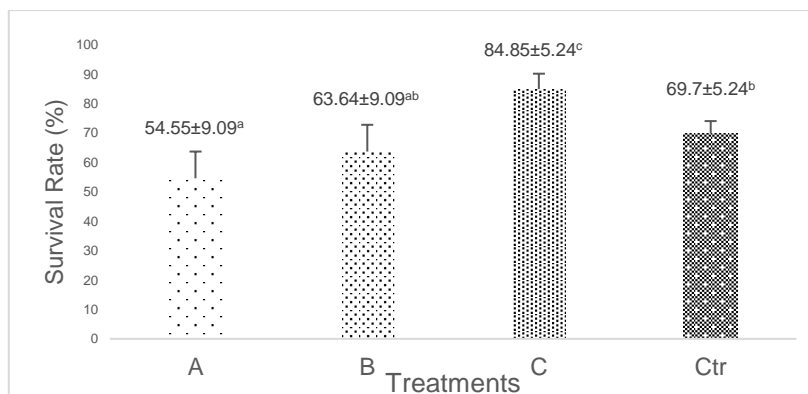 Survival Rate (%)
100
90
80
70
60
50
40
30
20
10
0
54.55±9.09ᵃ
63.64±9.09ᵃᵇ
84.85±5.24ᶜ
69.7±5.24ᵇ
A
B
C
Ctr
Treatments